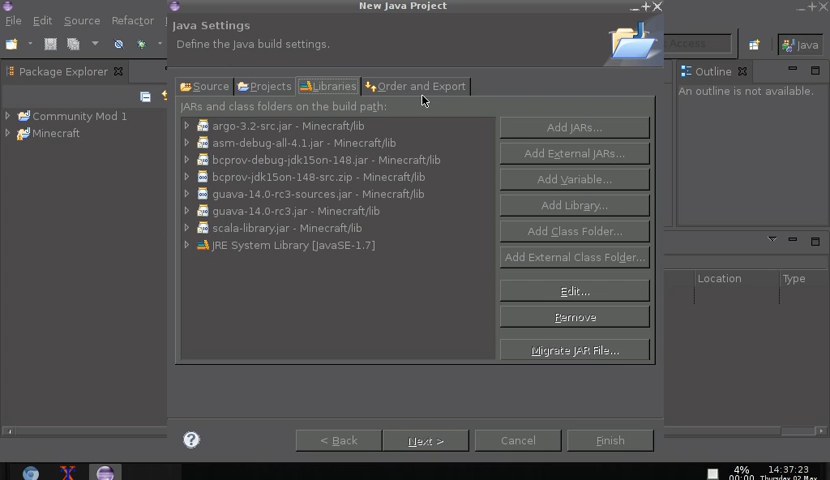 New Java Project
File Edit Source Refactor
Java Settings
Define the Java build settings.
Access
Java
Package Explorer
Outline
An outline is not available.
Source Projects Libraries Order and Export
JARs and class folders on the build path:
Community Mod 1
Minecraft
argo-3.2-src.jar - Minecraft/lib
asm-debug-all-4.1.jar - Minecraft/lib
bcprov-debug-jdk15on-148.jar - Minecraft/lib
bcprov-jdk15on-148-src.zip - Minecraft/lib
guava-14.0-rc3-sources.jar - Minecraft/lib
guava-14.0-rc3.jar - Minecraft/lib
scala-library.jar - Minecraft/lib
JRE System Library [JavaSE-1.7]
Add JARs...
Add External JARs...
Add Variable...
Add Library...
Add Class Folder...
Add External Class Folder...
Edit...
Remove
Migrate JAR File...
Location Type
< Back Next > Cancel Finish
4% 14:37:23
00:00 Thursday 02 May